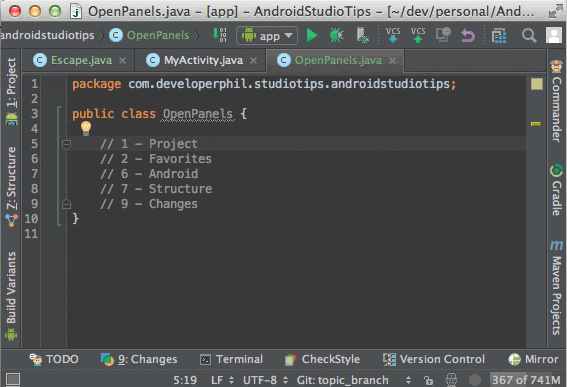 OpenPanels.java - [app] - AndroidStudioTips - [~/dev/personal/And...
androidstudiotips OpenPanels app VCS VCS
Escape.java MyActivity.java OpenPanels.java
1: Project
Z: Structure
Build Variants
1 package com.developerphil.studiotips.androidstudiotips;
2
3 public class OpenPanels {
4
5 // 1 - Project
6 // 2 - Favorites
7 // 6 - Android
8 // 7 - Structure
9 // 9 - Changes
10 }
11
Commander
Gradle
m Maven Projects
TODO 9: Changes Terminal CheckStyle Version Control Mirror
5:19 LF UTF-8 Git: topic_branch 367 of 741M